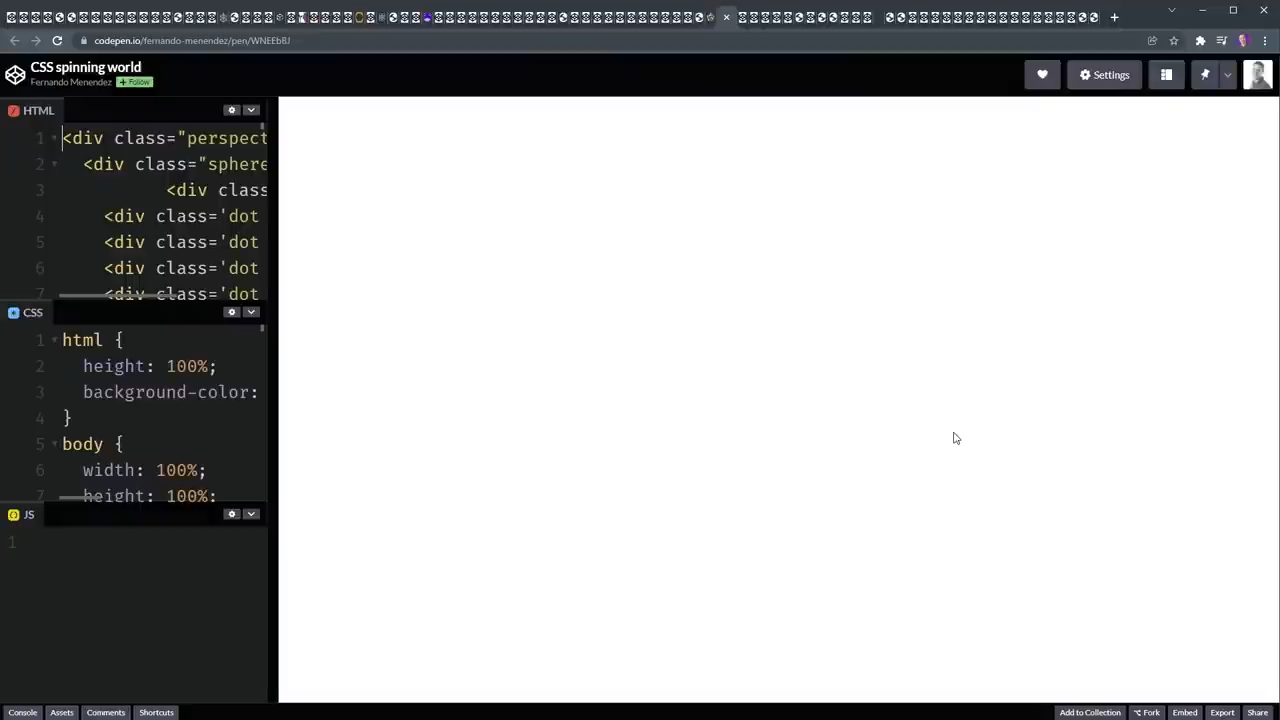 codepen.io/fernando-menendez/pen/WNEEbBJ
CSS spinning world
Fernando Menendez
+ Follow
Settings
HTML
1 <div class="perspect
2 <div class="sphere
3 <div class
4 <div class='dot
5 <div class='dot
6 <div class='dot
7 <div class='dot
CSS
1 html {
2 height: 100%;
3 background-color:
4 }
5 body {
6 width: 100%;
7 height: 100%;
JS
1
Console Assets Comments Shortcuts
Add to Collection Fork Embed Export Share